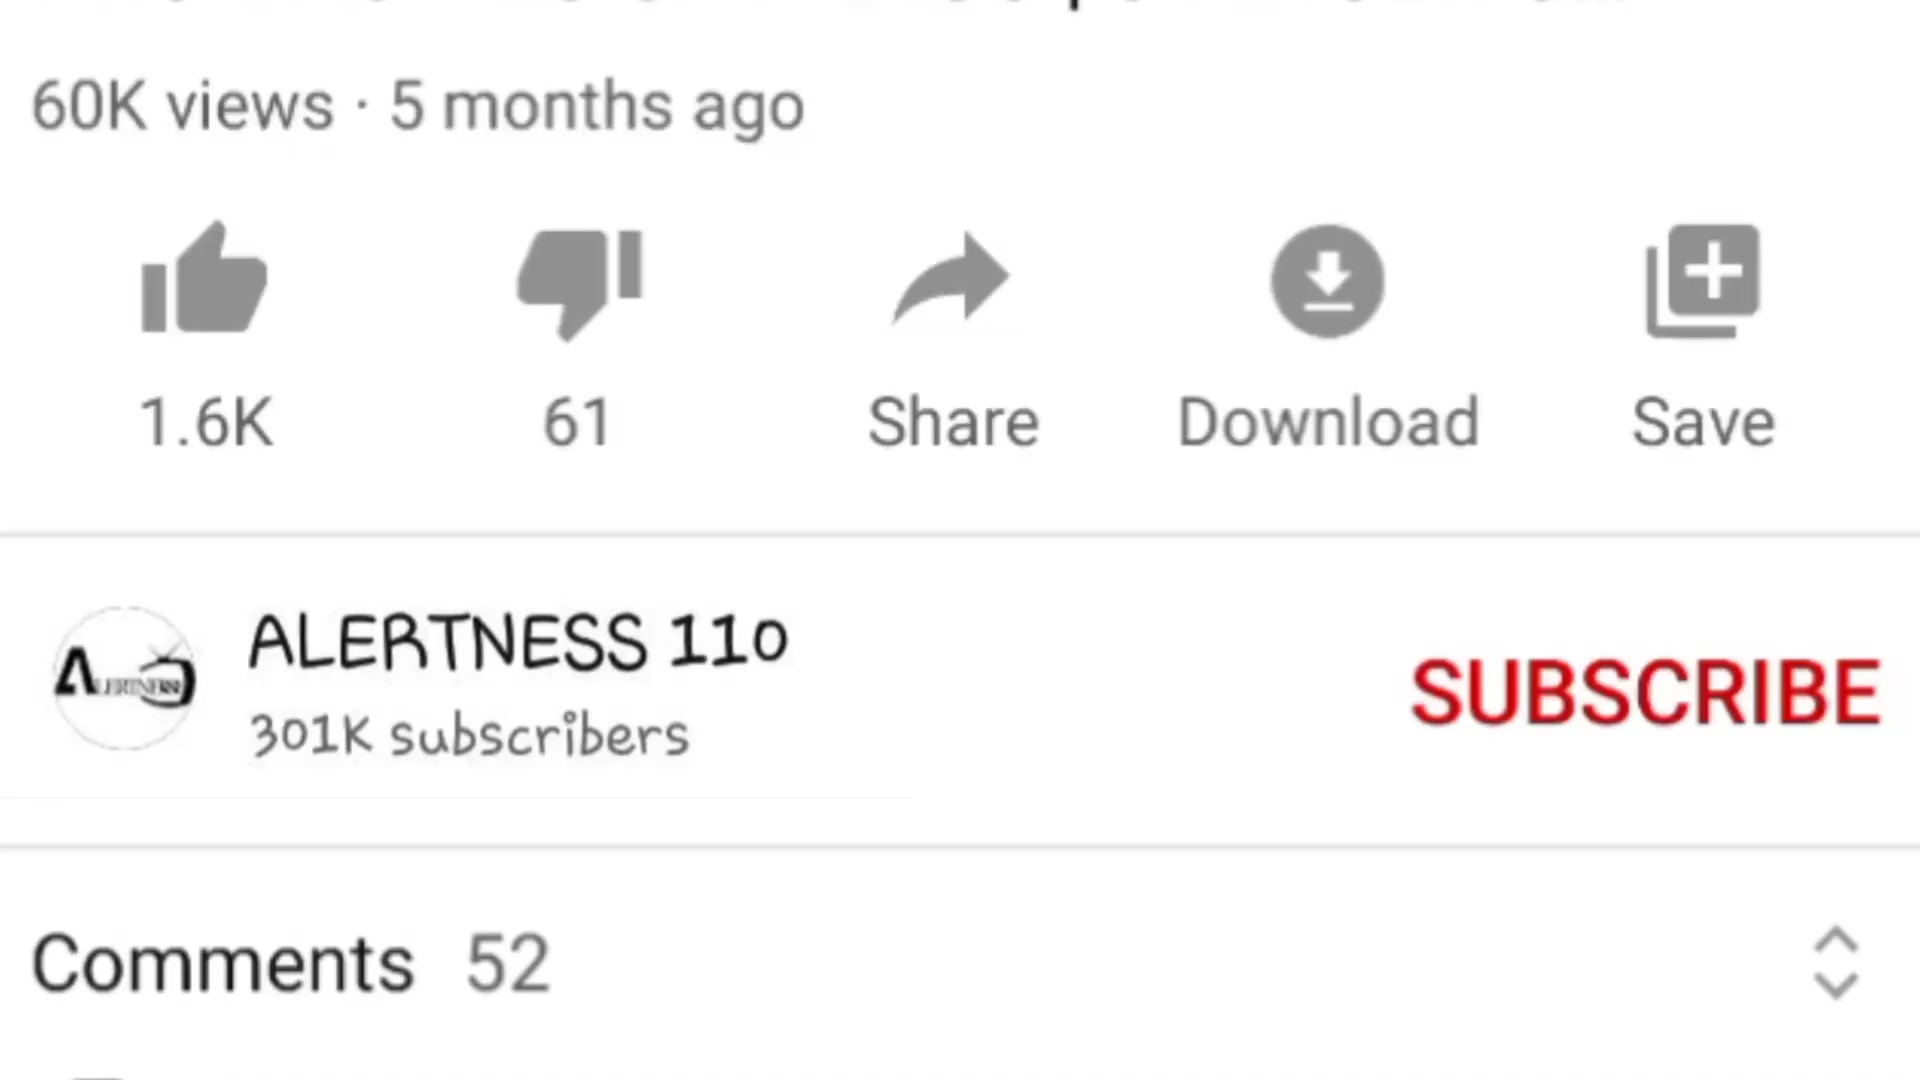 60K views · 5 months ago
1.6K
61
Share
Download
Save
ALERTNESS 110
301K subscribers
SUBSCRIBE
Comments 52